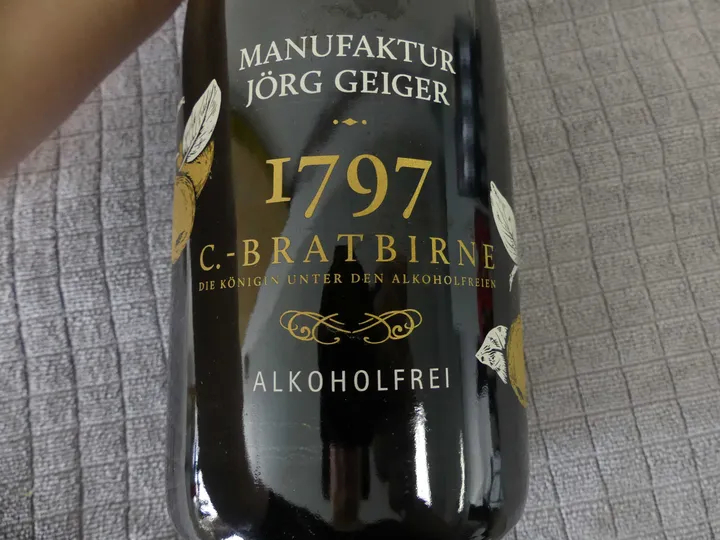 MANUFAKTUR
JÖRG GEIGER
1797
C.-BRATBIRNE
DIE KÖNIGIN UNTER DEN ALKOHOLFREIEN
ALKOHOLFREI